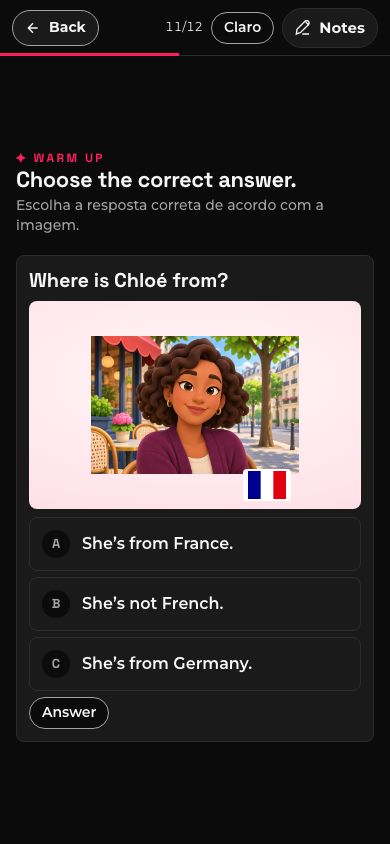 ← Back
11/12
Claro
Notes
✦ WARM UP
Choose the correct answer.
Escolha a resposta correta de acordo com a
imagem.
Where is Chloé from?
A She’s from France.
B She’s not French.
C She’s from Germany.
Answer